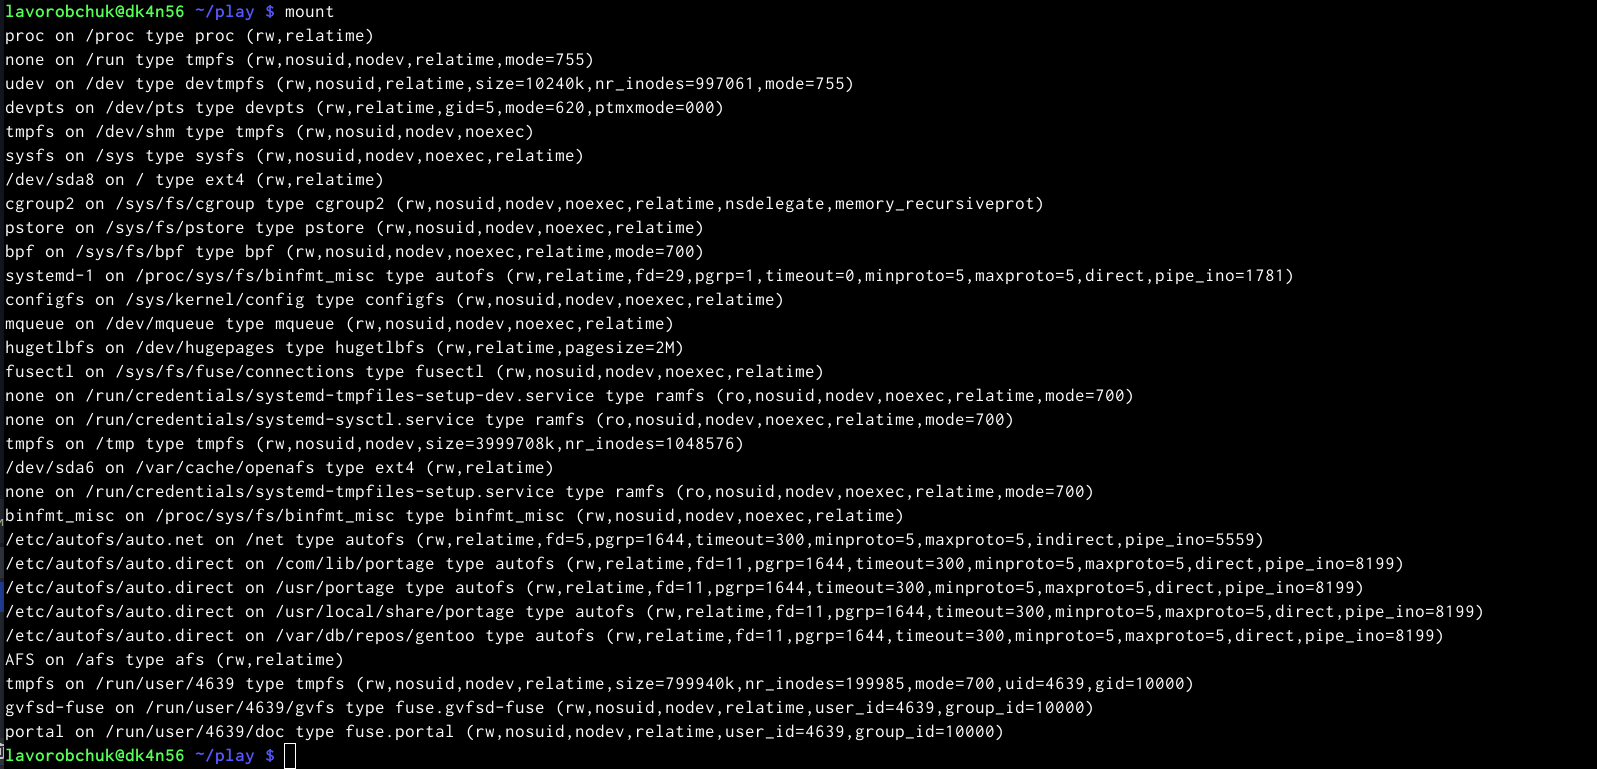 lavorobchuk@dk4n56 ~/play $ mount
proc on /proc type proc (rw,relatime)
none on /run type tmpfs (rw,nosuid,nodev,relatime,mode=755)
udev on /dev type devtmpfs (rw,nosuid,relatime,size=10240k,nr_inodes=997061,mode=755)
devpts on /dev/pts type devpts (rw,relatime,gid=5,mode=620,ptmxmode=000)
tmpfs on /dev/shm type tmpfs (rw,nosuid,nodev,noexec)
sysfs on /sys type sysfs (rw,nosuid,nodev,noexec,relatime)
/dev/sda8 on / type ext4 (rw,relatime)
cgroup2 on /sys/fs/cgroup type cgroup2 (rw,nosuid,nodev,noexec,relatime,nsdelegate,memory_recursiveprot)
pstore on /sys/fs/pstore type pstore (rw,nosuid,nodev,noexec,relatime)
bpf on /sys/fs/bpf type bpf (rw,nosuid,nodev,noexec,relatime,mode=700)
systemd-1 on /proc/sys/fs/binfmt_misc type autofs (rw,relatime,fd=29,pgrp=1,timeout=0,minproto=5,maxproto=5,direct,pipe_ino=1781)
configfs on /sys/kernel/config type configfs (rw,nosuid,nodev,noexec,relatime)
mqueue on /dev/mqueue type mqueue (rw,nosuid,nodev,noexec,relatime)
hugetlbfs on /dev/hugepages type hugetlbfs (rw,relatime,pagesize=2M)
fusectl on /sys/fs/fuse/connections type fusectl (rw,nosuid,nodev,noexec,relatime)
none on /run/credentials/systemd-tmpfiles-setup-dev.service type ramfs (ro,nosuid,nodev,noexec,relatime,mode=700)
none on /run/credentials/systemd-sysctl.service type ramfs (ro,nosuid,nodev,noexec,relatime,mode=700)
tmpfs on /tmp type tmpfs (rw,nosuid,nodev,size=3999708k,nr_inodes=1048576)
/dev/sda6 on /var/cache/openafs type ext4 (rw,relatime)
none on /run/credentials/systemd-tmpfiles-setup.service type ramfs (ro,nosuid,nodev,noexec,relatime,mode=700)
binfmt_misc on /proc/sys/fs/binfmt_misc type binfmt_misc (rw,nosuid,nodev,noexec,relatime)
/etc/autofs/auto.net on /net type autofs (rw,relatime,fd=5,pgrp=1644,timeout=300,minproto=5,maxproto=5,indirect,pipe_ino=5559)
/etc/autofs/auto.direct on /com/lib/portage type autofs (rw,relatime,fd=11,pgrp=1644,timeout=300,minproto=5,maxproto=5,direct,pipe_ino=8199)
/etc/autofs/auto.direct on /usr/portage type autofs (rw,relatime,fd=11,pgrp=1644,timeout=300,minproto=5,maxproto=5,direct,pipe_ino=8199)
/etc/autofs/auto.direct on /usr/local/share/portage type autofs (rw,relatime,fd=11,pgrp=1644,timeout=300,minproto=5,maxproto=5,direct,pipe_ino=8199)
/etc/autofs/auto.direct on /var/db/repos/gentoo type autofs (rw,relatime,fd=11,pgrp=1644,timeout=300,minproto=5,maxproto=5,direct,pipe_ino=8199)
AFS on /afs type afs (rw,relatime)
tmpfs on /run/user/4639 type tmpfs (rw,nosuid,nodev,relatime,size=799940k,nr_inodes=199985,mode=700,uid=4639,gid=10000)
gvfsd-fuse on /run/user/4639/gvfs type fuse.gvfsd-fuse (rw,nosuid,nodev,relatime,user_id=4639,group_id=10000)
portal on /run/user/4639/doc type fuse.portal (rw,nosuid,nodev,relatime,user_id=4639,group_id=10000)
lavorobchuk@dk4n56 ~/play $